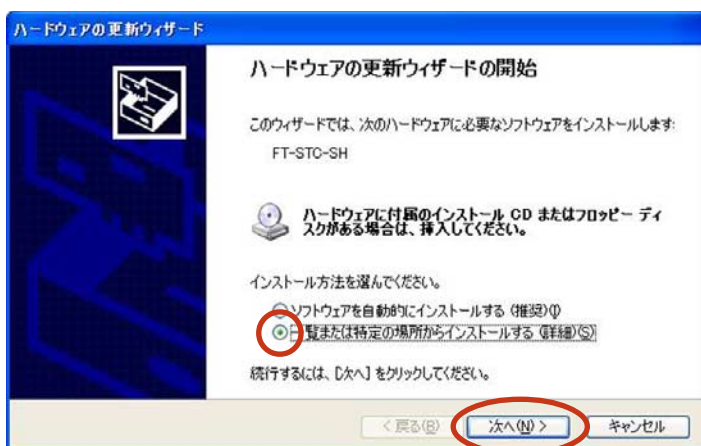 ハードウェアの更新ウィザード
ハードウェアの更新ウィザードの開始
このウィザードでは、次のハードウェアに必要なソフトウェアをインストールします:
FT-STC-SH
ハードウェアに付属のインストール CD またはフロッピー ディ
スクがある場合は、挿入してください。
インストール方法を選んでください。
ソフトウェアを自動的にインストールする (推奨)(I)
一覧または特定の場所からインストールする (詳細)(S)
続行するには、[次へ] をクリックしてください。
< 戻る(B) 次へ(N) > キャンセル